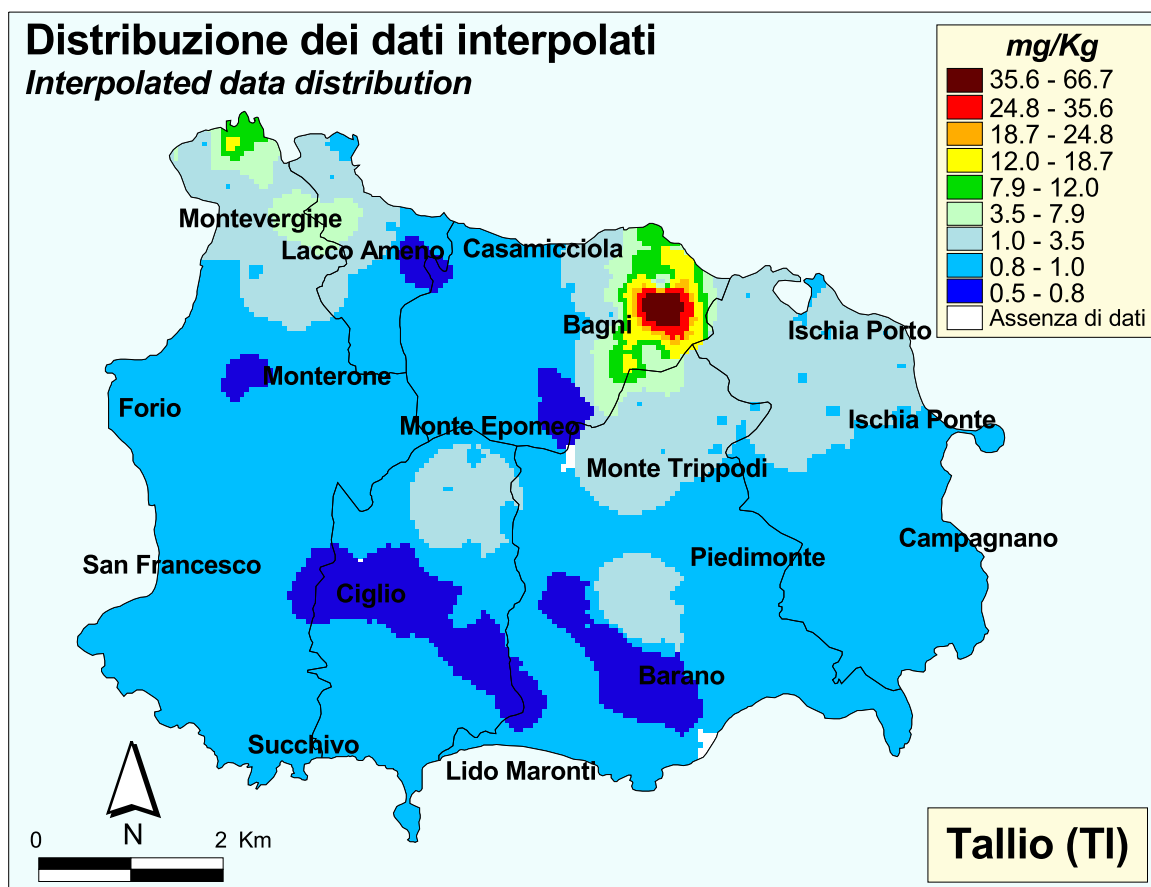 Distribuzione dei dati interpolati
Interpolated data distribution
mg/Kg
35.6 - 66.7
24.8 - 35.6
18.7 - 24.8
12.0 - 18.7
7.9 - 12.0
3.5 - 7.9
1.0 - 3.5
0.8 - 1.0
0.5 - 0.8
Assenza di dati
Montevergine
Lacco Ameno
Casamicciola
Bagni
Ischia Porto
Monterone
Forio
Ischia Ponte
Monte Epomeo
Monte Trippodi
Campagnano
Piedimonte
San Francesco
Ciglio
Barano
Succhivo
Lido Maronti
0 2 Km
N
Tallio (Tl)